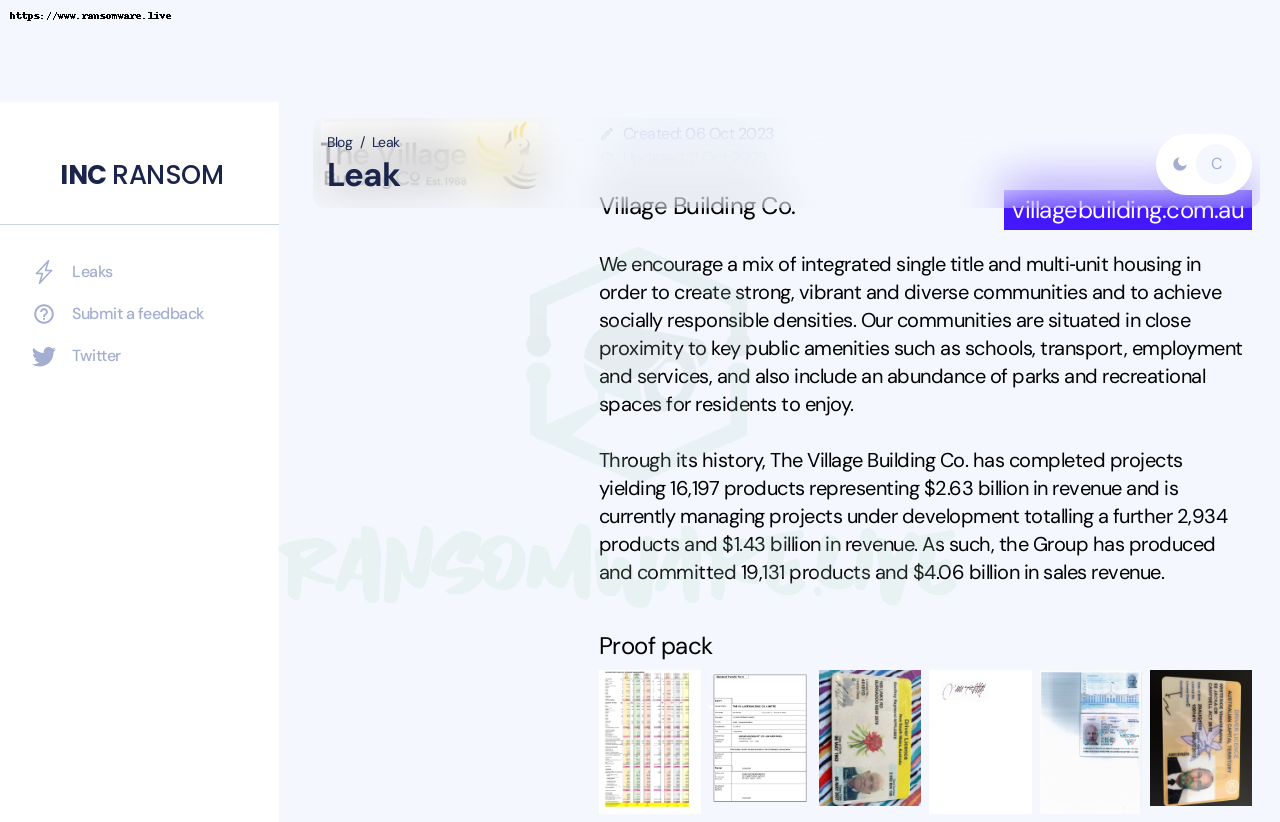 https://www.ransomware.live
INC RANSOM
Leaks
Submit a feedback
Twitter
Blog / Leak
Leak
The Village
Est. 1988
Created: 06 Oct 2023
C
Village Building Co.
villagebuilding.com.au
We encourage a mix of integrated single title and multi-unit housing in
order to create strong, vibrant and diverse communities and to achieve
socially responsible densities. Our communities are situated in close
proximity to key public amenities such as schools, transport, employment
and services, and also include an abundance of parks and recreational
spaces for residents to enjoy.
Through its history, The Village Building Co. has completed projects
yielding 16,197 products representing $2.63 billion in revenue and is
currently managing projects under development totalling a further 2,934
products and $1.43 billion in revenue. As such, the Group has produced
and committed 19,131 products and $4.06 billion in sales revenue.
RANSOMWARE.LIVE
Proof pack